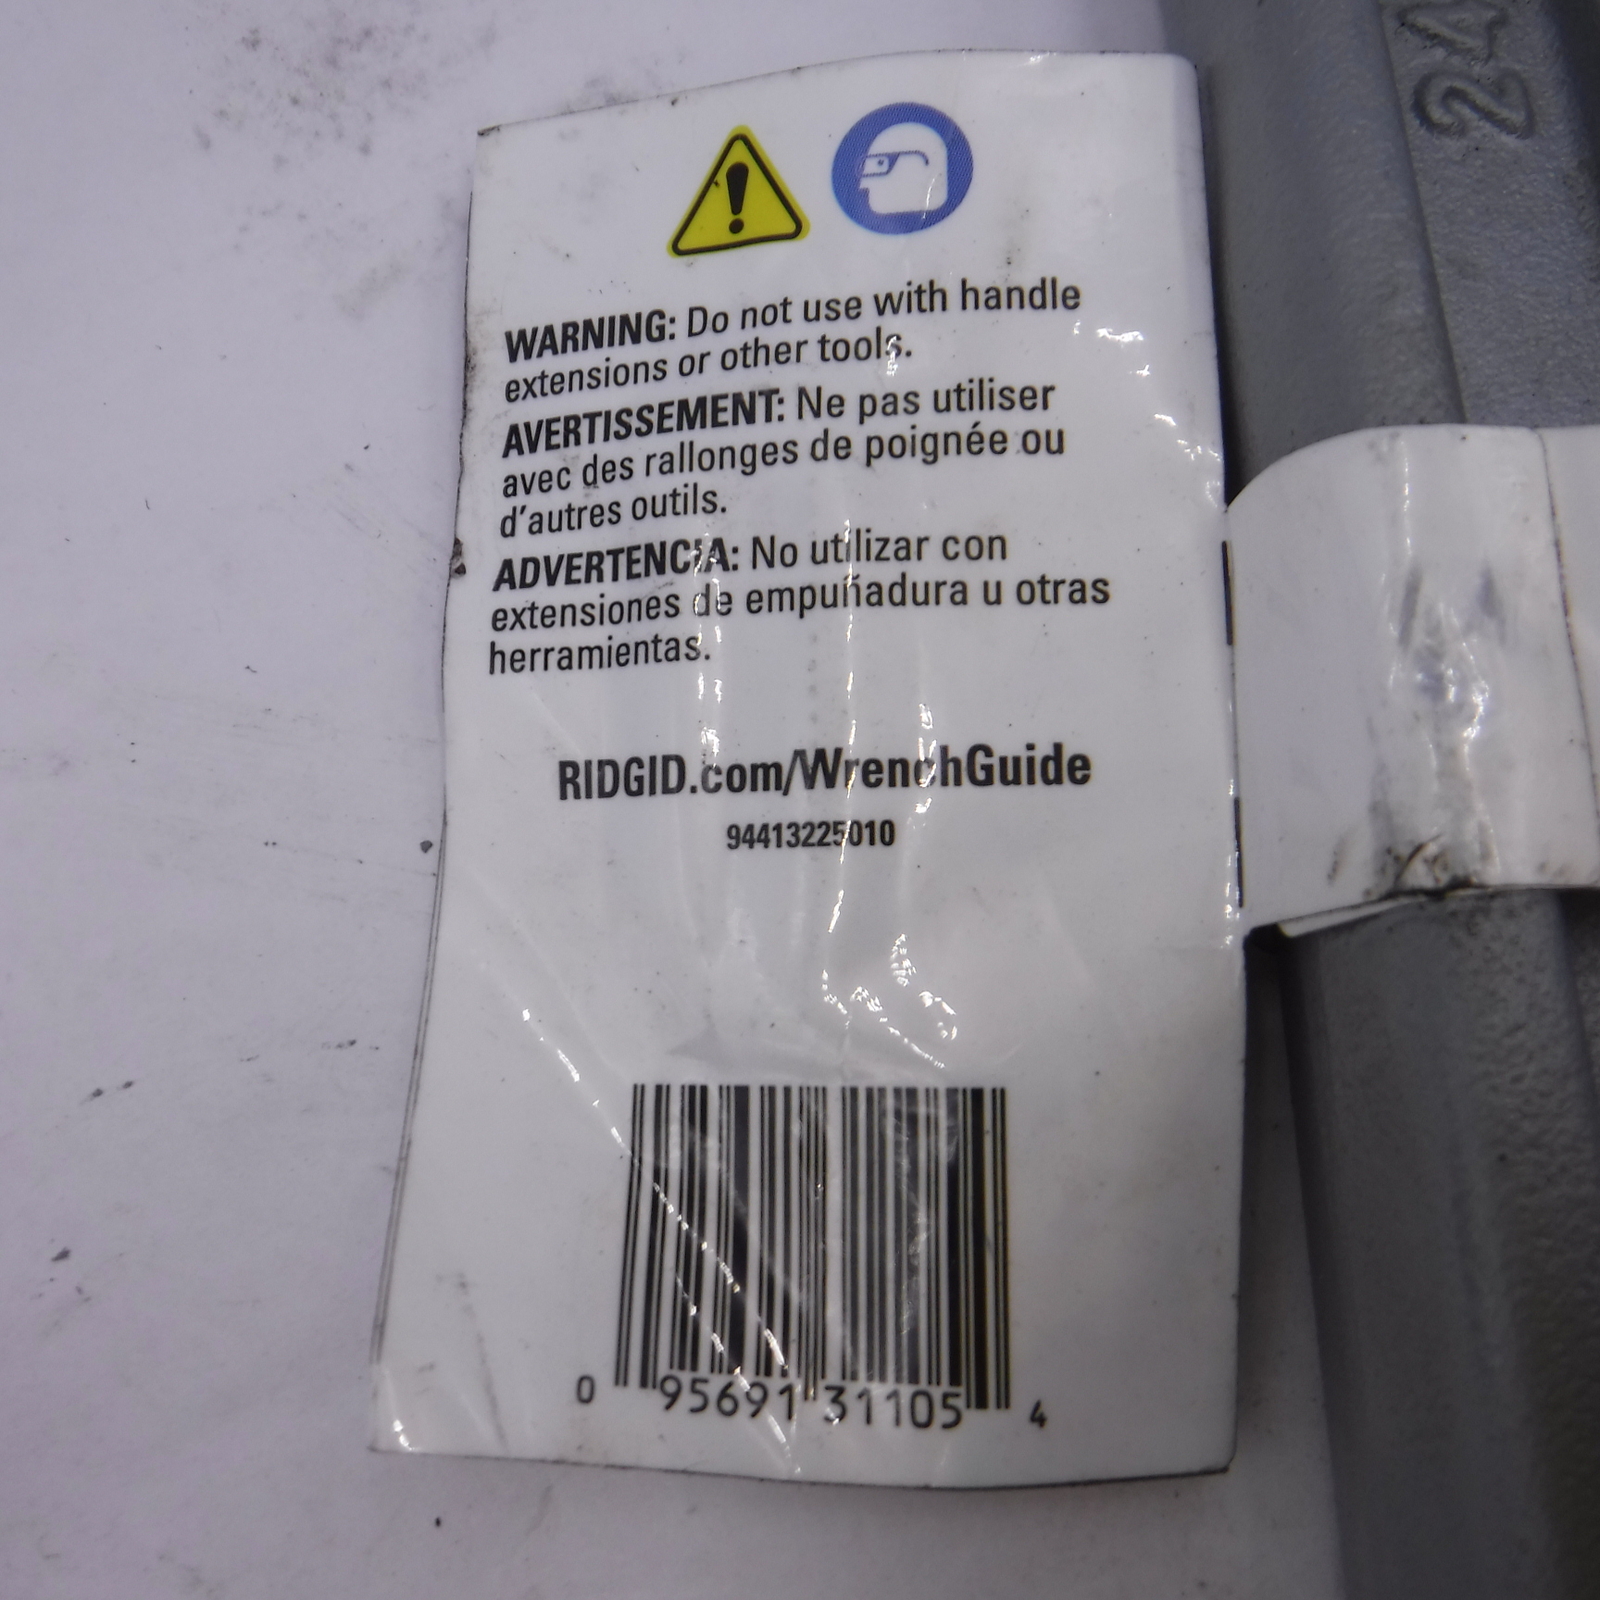 24
WARNING: Do not use with handle
extensions or other tools.
AVERTISSEMENT: Ne pas utiliser
avec des rallonges de poignée ou
d'autres outils.
ADVERTENCIA: No utilizar con
extensiones de empuñadura u otras
herramientas.
RIDGID.com/WrenchGuide
94413225010
0 95691 31105 4